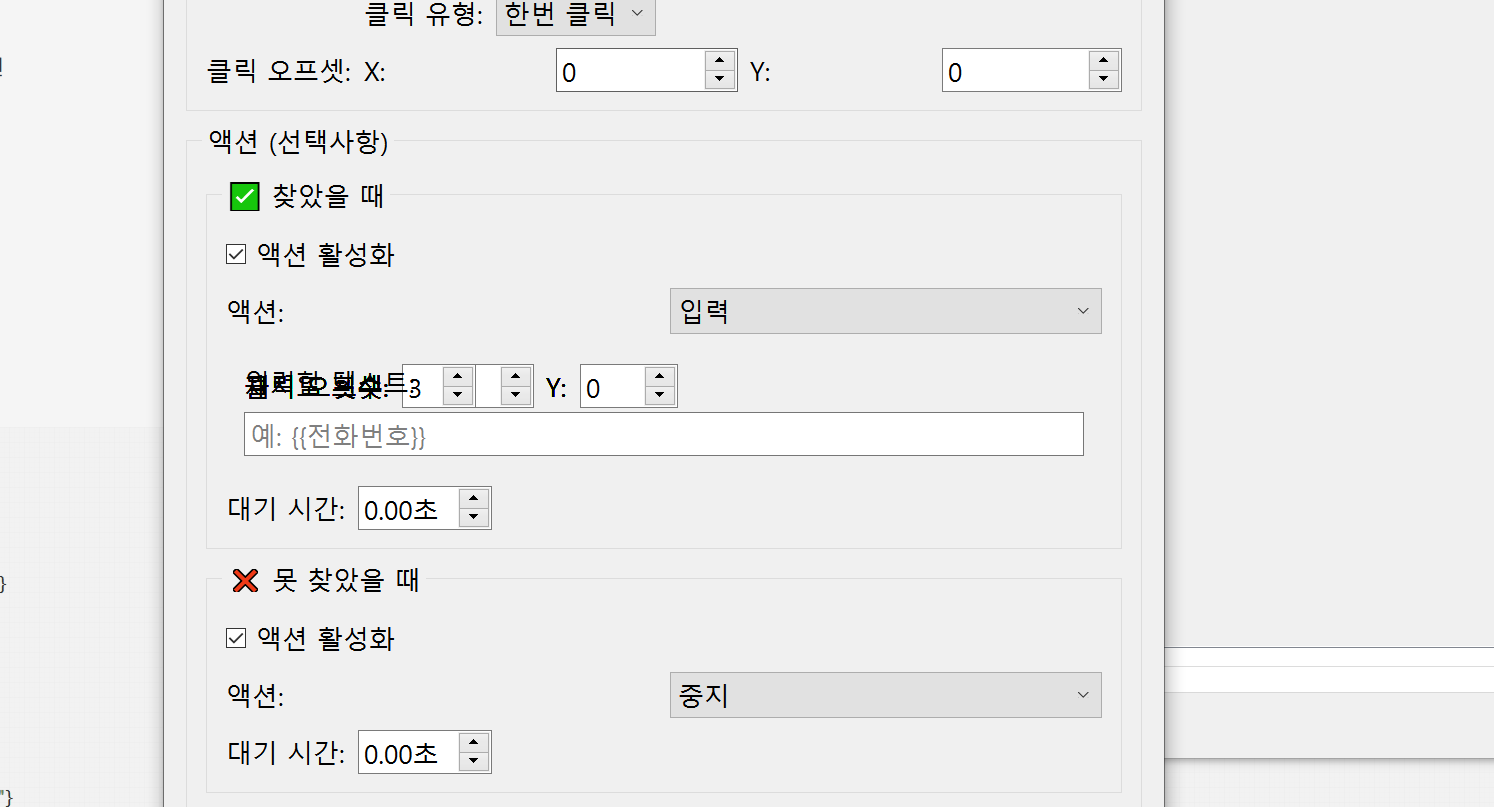 클릭 유형: 한번 클릭
클릭 오프셋: X: 0 Y: 0
액션 (선택사항)
찾았을 때
액션 활성화
액션: 입력
3 Y: 0
예: {{전화번호}}
대기 시간: 0.00초
못 찾았을 때
액션 활성화
액션: 중지
대기 시간: 0.00초
}
"}